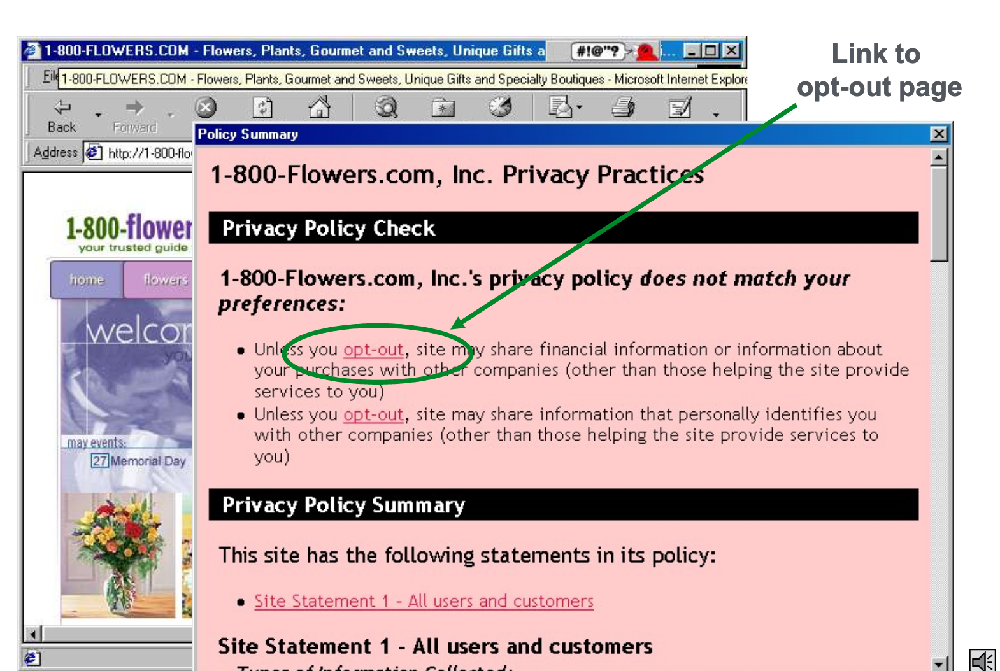 Link to
opt-out page
1-800-FLOWERS.COM - Flowers, Plants, Gourmet and Sweets, Unique Gifts a
#!@"?
...
1-800-FLOWERS.COM - Flowers, Plants, Gourmet and Sweets, Unique Gifts and Specialty Boutiques - Microsoft Internet Explore
Back
Forward
Address
http://1-800-flo
Policy Summary
1-800-Flowers.com, Inc. Privacy Practices
Privacy Policy Check
1-800-Flowers.com, Inc.'s privacy policy does not match your
preferences:
• Unless you opt-out, site may share financial information or information about
your purchases with other companies (other than those helping the site provide
services to you)
• Unless you opt-out, site may share information that personally identifies you
with other companies (other than those helping the site provide services to
you)
Privacy Policy Summary
This site has the following statements in its policy:
• Site Statement 1 - All users and customers
Site Statement 1 - All users and customers
Types of Information Collected:
1-800-flower
your trusted guide
home
flowers
welcom
you
may events:
27 Memorial Day